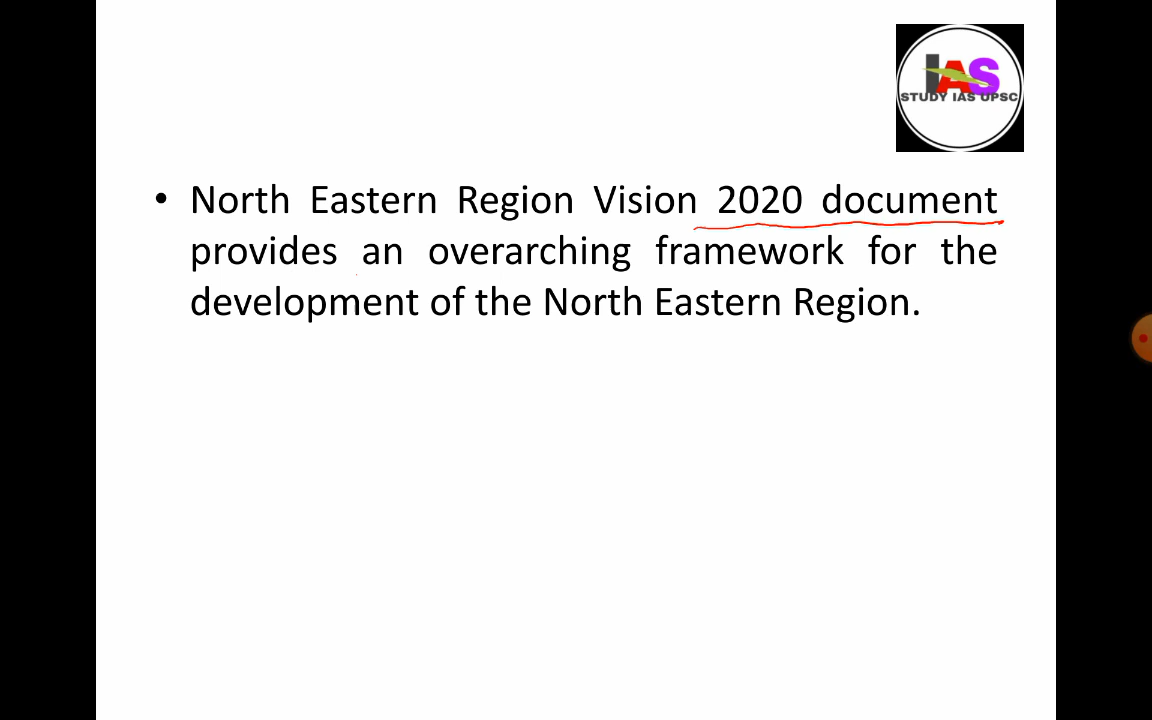 IAS
STUDY IAS UPSC
• North Eastern Region Vision 2020 document
provides an overarching framework for the
development of the North Eastern Region.